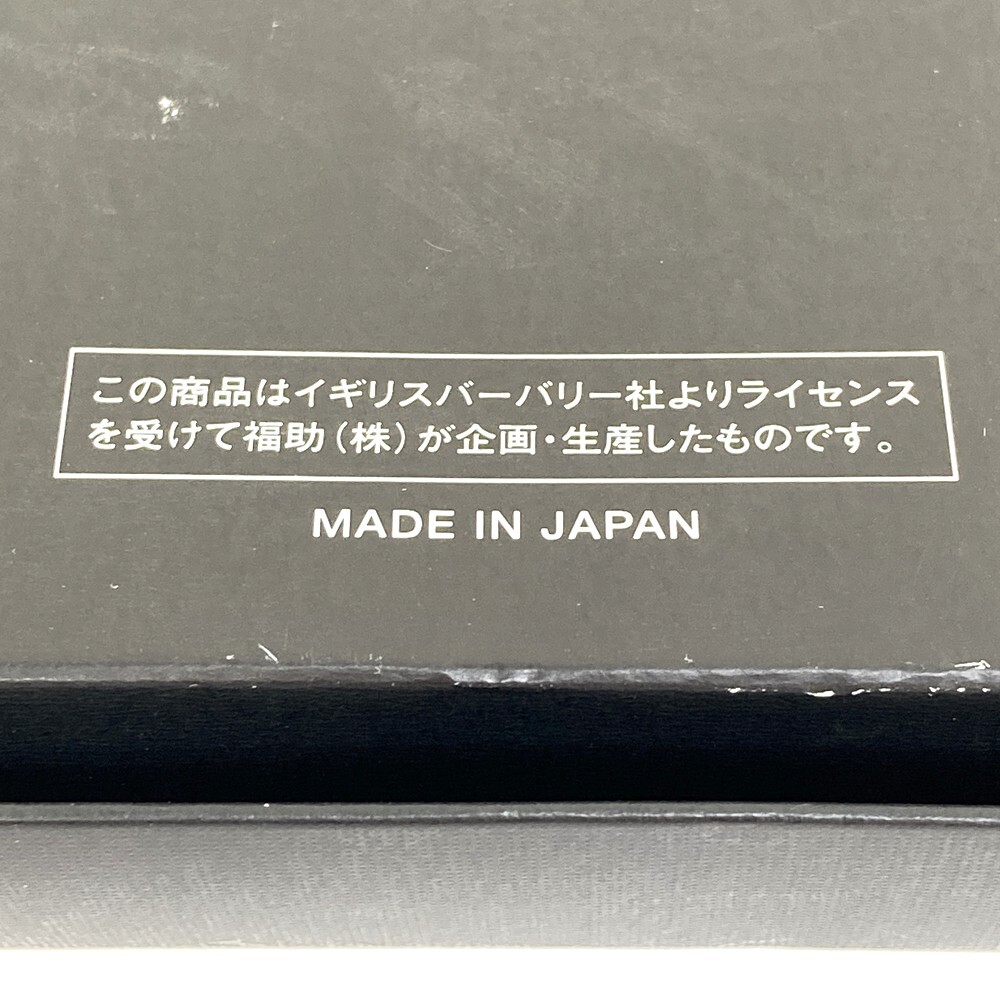 この商品はイギリスバーバリー社よりライセンス
を受けて福助(株)が企画・生産したものです。
MADE IN JAPAN